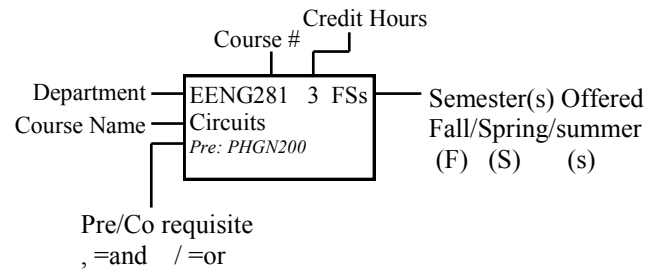 Credit Hours
Course #
Department
EENG281 3 FSs
Semester(s) Offered
Course Name
Circuits
Fall/Spring/summer
Pre: PHGN200
(F) (S) (s)
Pre/Co requisite
, =and / =or